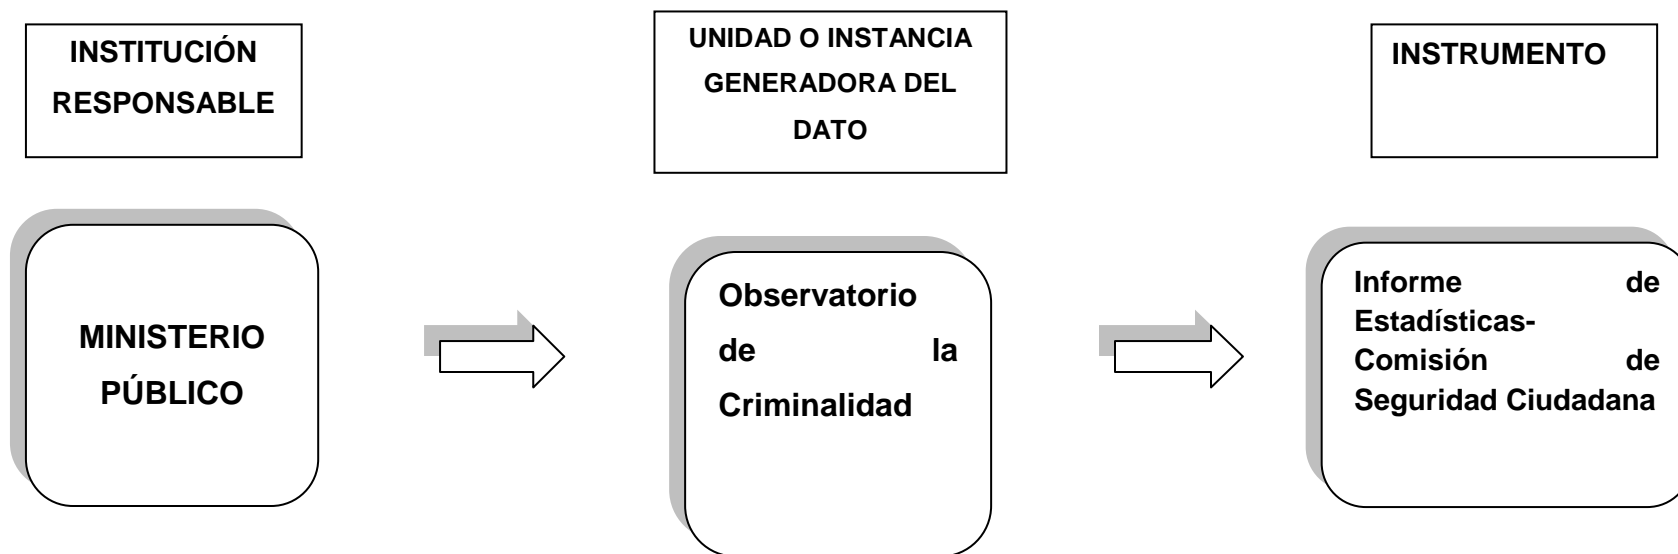 INSTITUCIÓN
RESPONSABLE
UNIDAD O INSTANCIA
GENERADORA DEL
DATO
INSTRUMENTO
MINISTERIO
PÚBLICO
Observatorio
de la
Criminalidad
Informe de
Estadísticas-
Comisión de
Seguridad Ciudadana